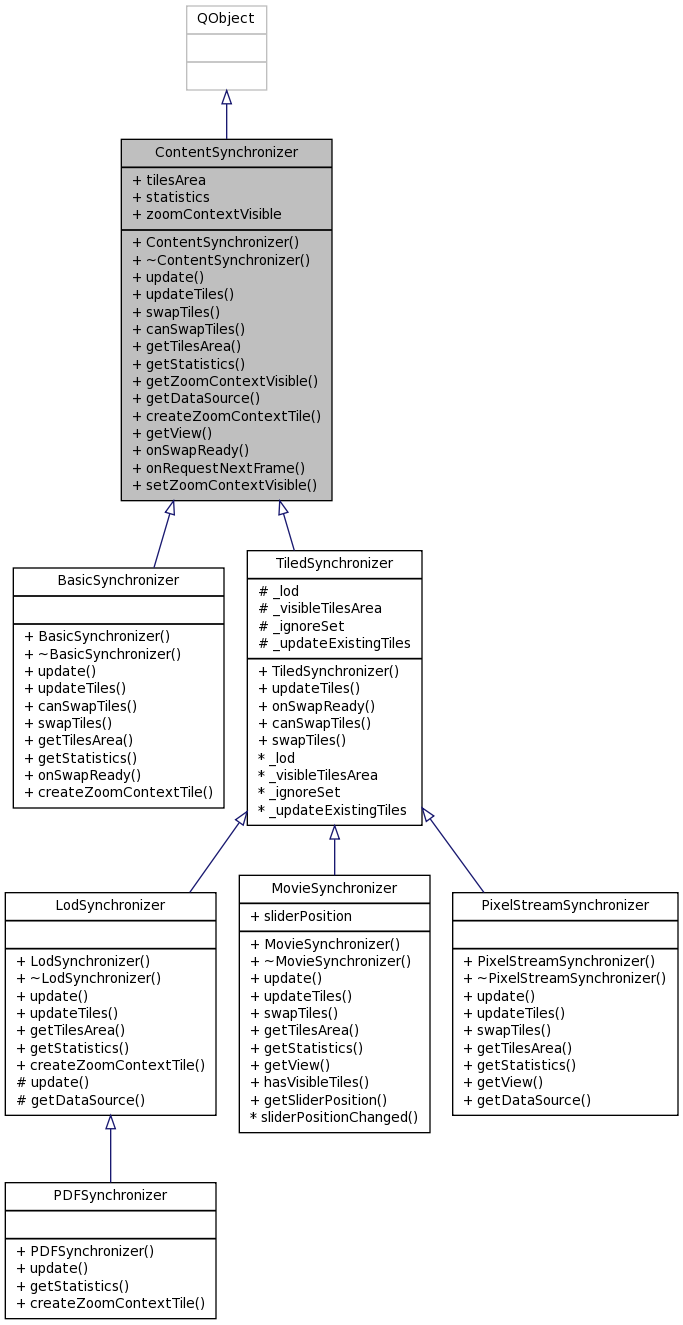 QObject
ContentSynchronizer
+ tilesArea
+ statistics
+ zoomContextVisible
+ ContentSynchronizer()
+ ~ContentSynchronizer()
+ update()
+ updateTiles()
+ swapTiles()
+ canSwapTiles()
+ getTilesArea()
+ getStatistics()
+ getZoomContextVisible()
+ getDataSource()
+ createZoomContextTile()
+ getView()
+ onSwapReady()
+ onRequestNextFrame()
+ setZoomContextVisible()
BasicSynchronizer
+ BasicSynchronizer()
+ ~BasicSynchronizer()
+ update()
+ updateTiles()
+ canSwapTiles()
+ swapTiles()
+ getTilesArea()
+ getStatistics()
+ onSwapReady()
+ createZoomContextTile()
TiledSynchronizer
# _lod
# _visibleTilesArea
# _ignoreSet
# _updateExistingTiles
+ TiledSynchronizer()
+ updateTiles()
+ onSwapReady()
+ canSwapTiles()
+ swapTiles()
* _lod
* _visibleTilesArea
* _ignoreSet
* _updateExistingTiles
LodSynchronizer
+ LodSynchronizer()
+ ~LodSynchronizer()
+ update()
+ updateTiles()
+ getTilesArea()
+ getStatistics()
+ createZoomContextTile()
# update()
# getDataSource()
MovieSynchronizer
+ sliderPosition
+ MovieSynchronizer()
+ ~MovieSynchronizer()
+ update()
+ updateTiles()
+ swapTiles()
+ getTilesArea()
+ getStatistics()
+ getView()
+ hasVisibleTiles()
+ getSliderPosition()
* sliderPositionChanged()
PixelStreamSynchronizer
+ PixelStreamSynchronizer()
+ ~PixelStreamSynchronizer()
+ update()
+ updateTiles()
+ swapTiles()
+ getTilesArea()
+ getStatistics()
+ getView()
+ getDataSource()
PDFSynchronizer
+ PDFSynchronizer()
+ update()
+ getStatistics()
+ createZoomContextTile()